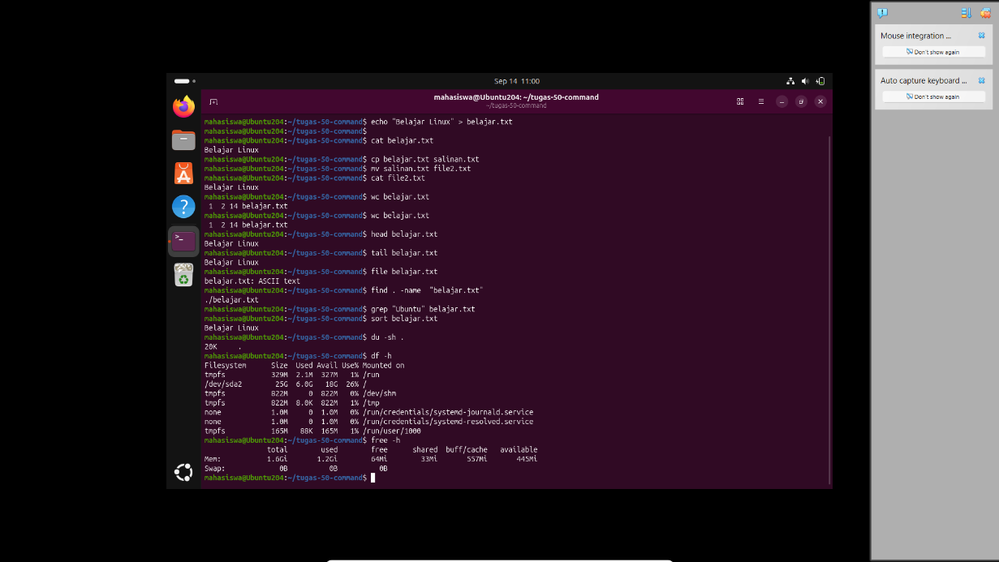 Sep 14 11:00
mahasiswa@Ubuntu204: ~/tugas-50-command
~/tugas-50-command
mahasiswa@Ubuntu204:~/tugas-50-command$ echo "Belajar Linux" > belajar.txt
mahasiswa@Ubuntu204:~/tugas-50-command$
mahasiswa@Ubuntu204:~/tugas-50-command$ cat belajar.txt
Belajar Linux
mahasiswa@Ubuntu204:~/tugas-50-command$ cp belajar.txt salinan.txt
mahasiswa@Ubuntu204:~/tugas-50-command$ mv salinan.txt file2.txt
mahasiswa@Ubuntu204:~/tugas-50-command$ cat file2.txt
Belajar Linux
mahasiswa@Ubuntu204:~/tugas-50-command$ wc belajar.txt
 1  2 14 belajar.txt
mahasiswa@Ubuntu204:~/tugas-50-command$ wc belajar.txt
 1  2 14 belajar.txt
mahasiswa@Ubuntu204:~/tugas-50-command$ head belajar.txt
Belajar Linux
mahasiswa@Ubuntu204:~/tugas-50-command$ tail belajar.txt
Belajar Linux
mahasiswa@Ubuntu204:~/tugas-50-command$ file belajar.txt
belajar.txt: ASCII text
mahasiswa@Ubuntu204:~/tugas-50-command$ find . -name  "belajar.txt"
./belajar.txt
mahasiswa@Ubuntu204:~/tugas-50-command$ grep "Ubuntu" belajar.txt
mahasiswa@Ubuntu204:~/tugas-50-command$ sort belajar.txt
Belajar Linux
mahasiswa@Ubuntu204:~/tugas-50-command$ du -sh .
20K     .
mahasiswa@Ubuntu204:~/tugas-50-command$ df -h
Filesystem      Size  Used Avail Use% Mounted on
tmpfs           329M  2.1M  327M   1% /run
/dev/sda2        25G  6.0G   18G  26% /
tmpfs           822M     0  822M   0% /dev/shm
tmpfs           822M  8.0K  822M   1% /tmp
none            1.0M     0  1.0M   0% /run/credentials/systemd-journald.service
none            1.0M     0  1.0M   0% /run/credentials/systemd-resolved.service
tmpfs           165M   88K  165M   1% /run/user/1000
mahasiswa@Ubuntu204:~/tugas-50-command$ free -h
               total        used        free      shared  buff/cache   available
Mem:           1.6Gi       1.2Gi        64Mi        33Mi       557Mi       445Mi
Swap:             0B          0B          0B
mahasiswa@Ubuntu204:~/tugas-50-command$
Mouse integration ...
Don't show again
Auto capture keyboard ...
Don't show again